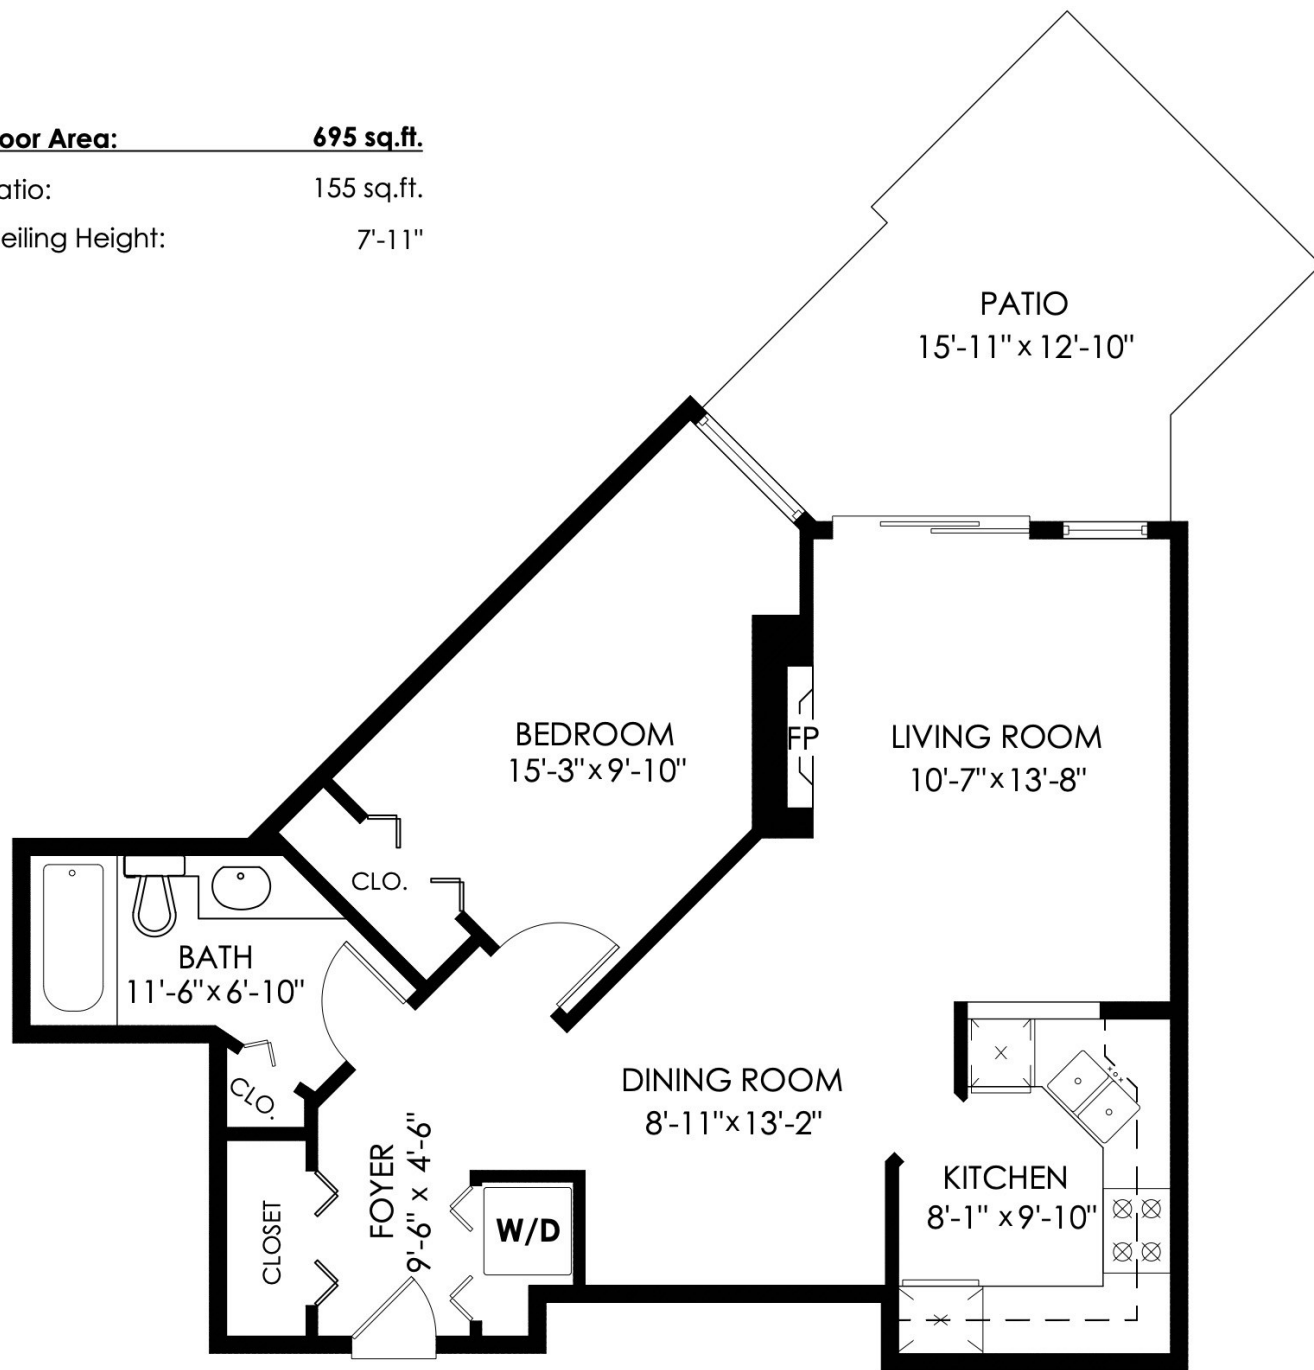 oor Area: 695 sq.ft.
atio: 155 sq.ft.
eiling Height: 7'-11"
PATIO
15'-11" x 12'-10"
BEDROOM
15'-3" x 9'-10"
FP
LIVING ROOM
10'-7" x 13'-8"
CLO.
BATH
11'-6" x 6'-10"
CLO.
DINING ROOM
8'-11" x 13'-2"
FOYER
9'-6" x 4'-6"
CLOSET
W/D
KITCHEN
8'-1" x 9'-10"